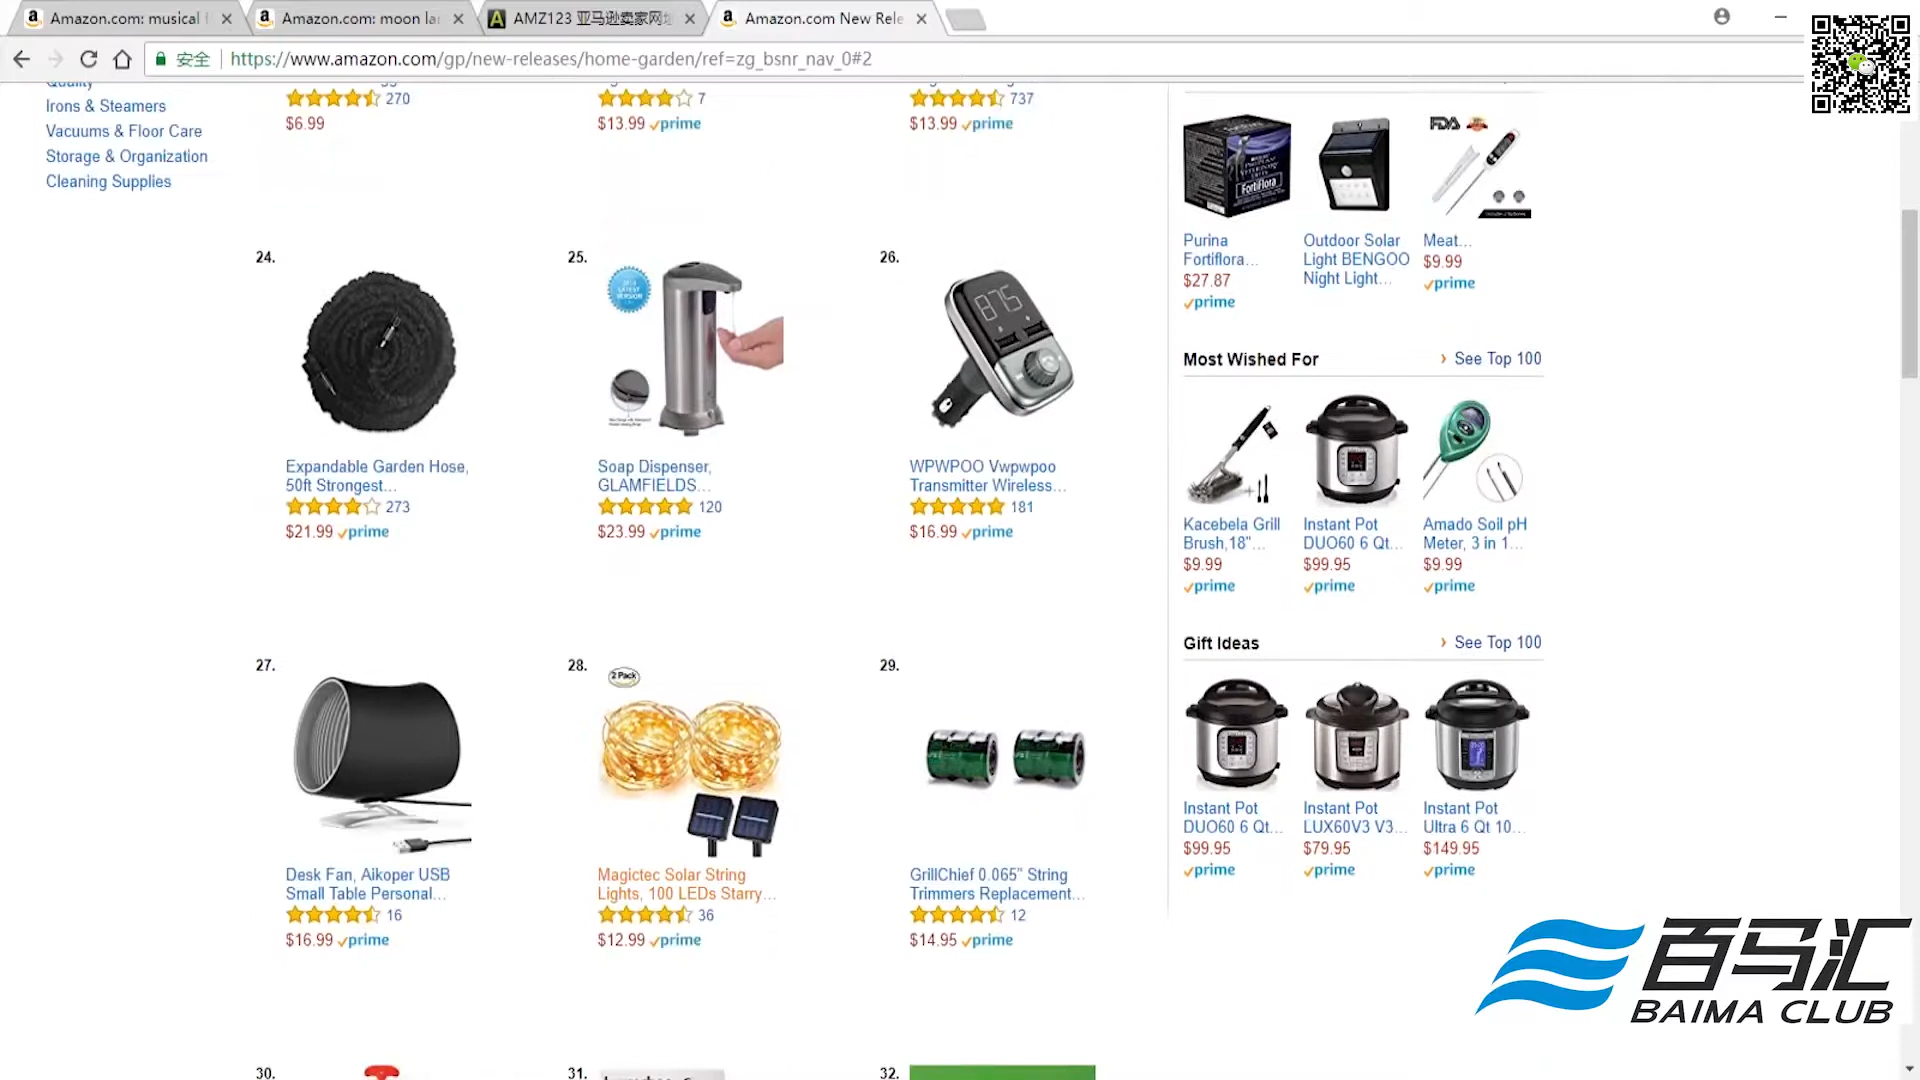 Amazon.com: musical f
Amazon.com: moon la
AMZ123 亚马逊卖家网址
Amazon.com New Rele
安全
https://www.amazon.com/gp/new-releases/home-garden/ref=zg_bsnr_nav_0#2
Quality
Irons & Steamers
Vacuums & Floor Care
Storage & Organization
Cleaning Supplies
270
$6.99
7
$13.99 prime
737
$13.99 prime
24.
Expandable Garden Hose,
50ft Strongest...
273
$21.99 prime
25.
2018
LATEST
VERSION
Soap Dispenser,
GLAMFIELDS...
120
$23.99 prime
26.
875
WPWPOO Vwpwpoo
Transmitter Wireless...
181
$16.99 prime
27.
Desk Fan, Aikoper USB
Small Table Personal...
16
$16.99 prime
28.
2 Pack
Magictec Solar String
Lights, 100 LEDs Starry...
36
$12.99 prime
29.
GrillChief 0.065" String
Trimmers Replacement...
12
$14.95 prime
30.
31.
32.
FortiFlora
Purina
Fortiflora...
$27.87
prime
Outdoor Solar
Light BENGOO
Night Light...
FDA
Meat...
$9.99
prime
Most Wished For
› See Top 100
Kacebela Grill
Brush,18"...
$9.99
prime
Instant Pot
DUO60 6 Qt...
$99.95
prime
Amado Soil pH
Meter, 3 in 1...
$9.99
prime
Gift Ideas
› See Top 100
Instant Pot
DUO60 6 Qt...
$99.95
prime
Instant Pot
LUX60V3 V3...
$79.95
prime
Instant Pot
Ultra 6 Qt 10...
$149.95
prime
百马汇
BAIMA CLUB